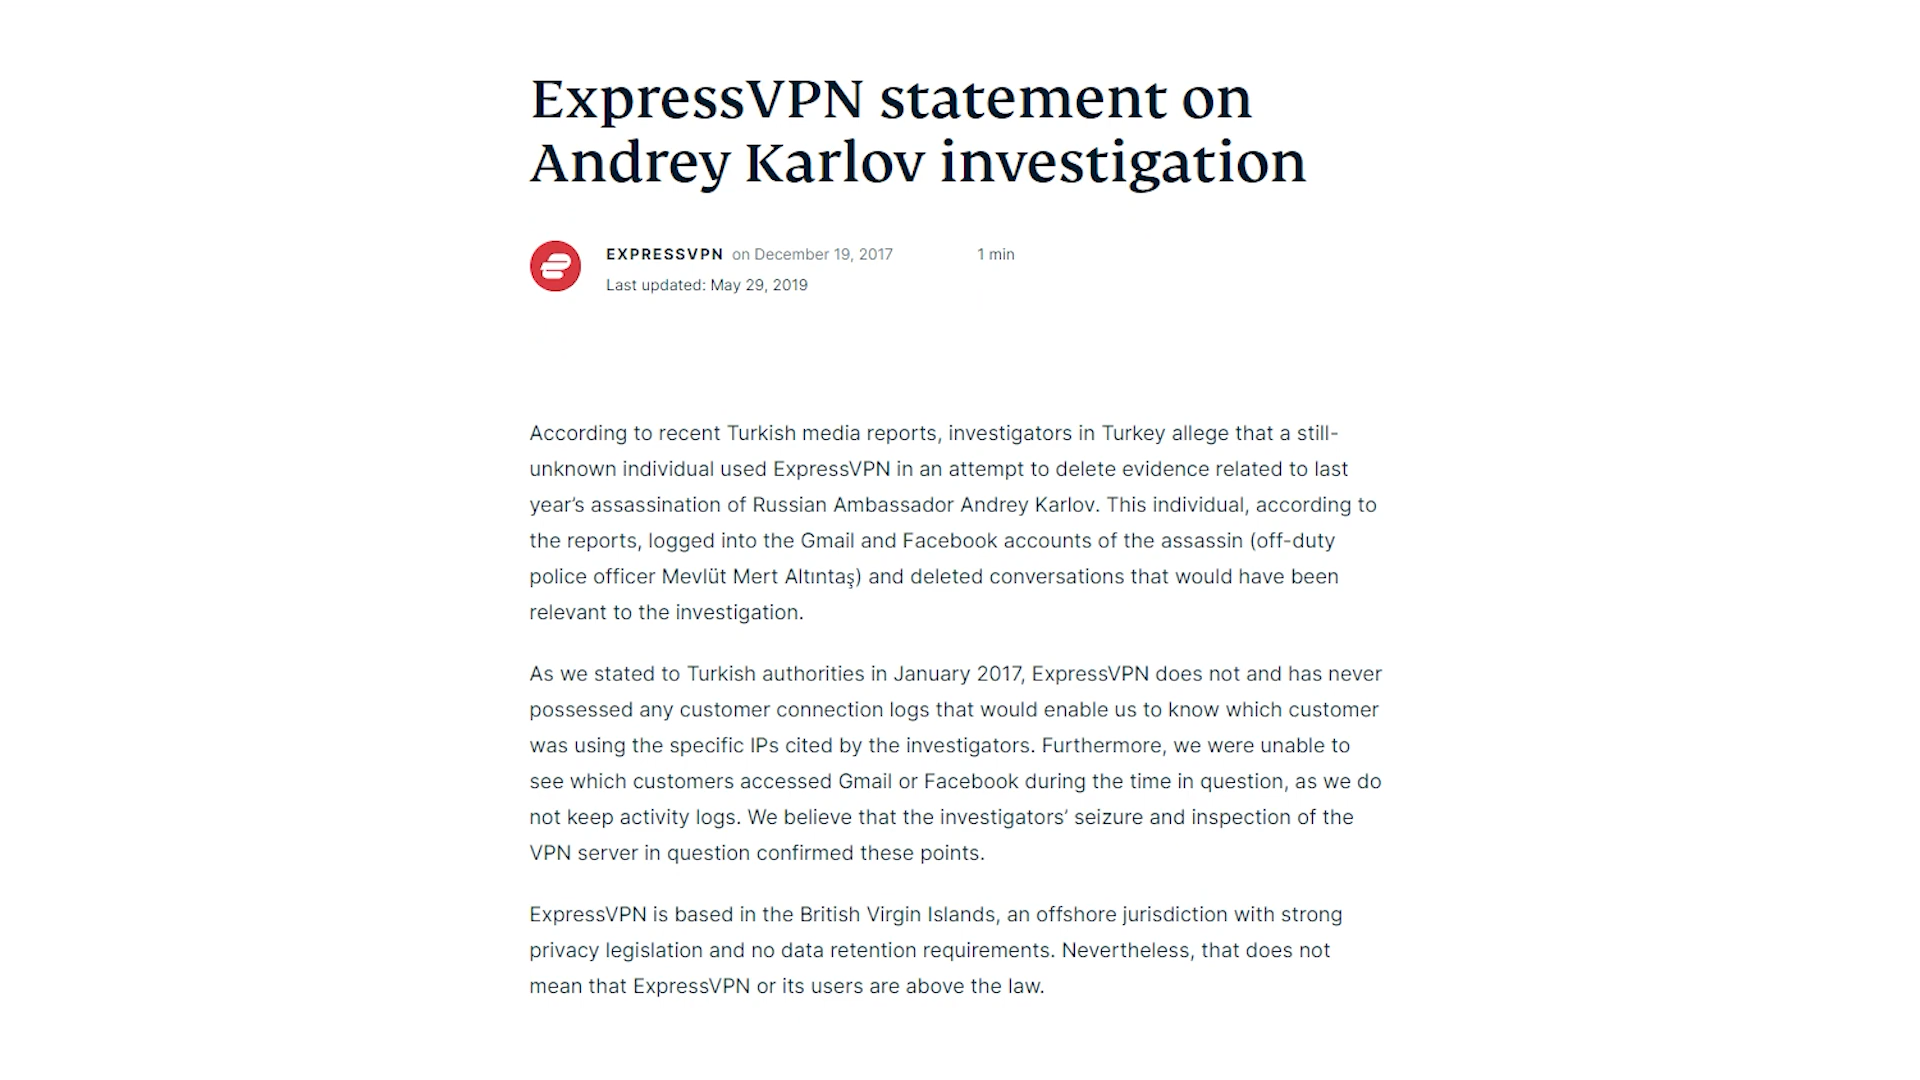 ExpressVPN statement on
Andrey Karlov investigation
EXPRESSVPN on December 19, 2017 1 min
Last updated: May 29, 2019
According to recent Turkish media reports, investigators in Turkey allege that a still-
unknown individual used ExpressVPN in an attempt to delete evidence related to last
year’s assassination of Russian Ambassador Andrey Karlov. This individual, according to
the reports, logged into the Gmail and Facebook accounts of the assassin (off-duty
police officer Mevlüt Mert Altıntaş) and deleted conversations that would have been
relevant to the investigation.
As we stated to Turkish authorities in January 2017, ExpressVPN does not and has never
possessed any customer connection logs that would enable us to know which customer
was using the specific IPs cited by the investigators. Furthermore, we were unable to
see which customers accessed Gmail or Facebook during the time in question, as we do
not keep activity logs. We believe that the investigators’ seizure and inspection of the
VPN server in question confirmed these points.
ExpressVPN is based in the British Virgin Islands, an offshore jurisdiction with strong
privacy legislation and no data retention requirements. Nevertheless, that does not
mean that ExpressVPN or its users are above the law.